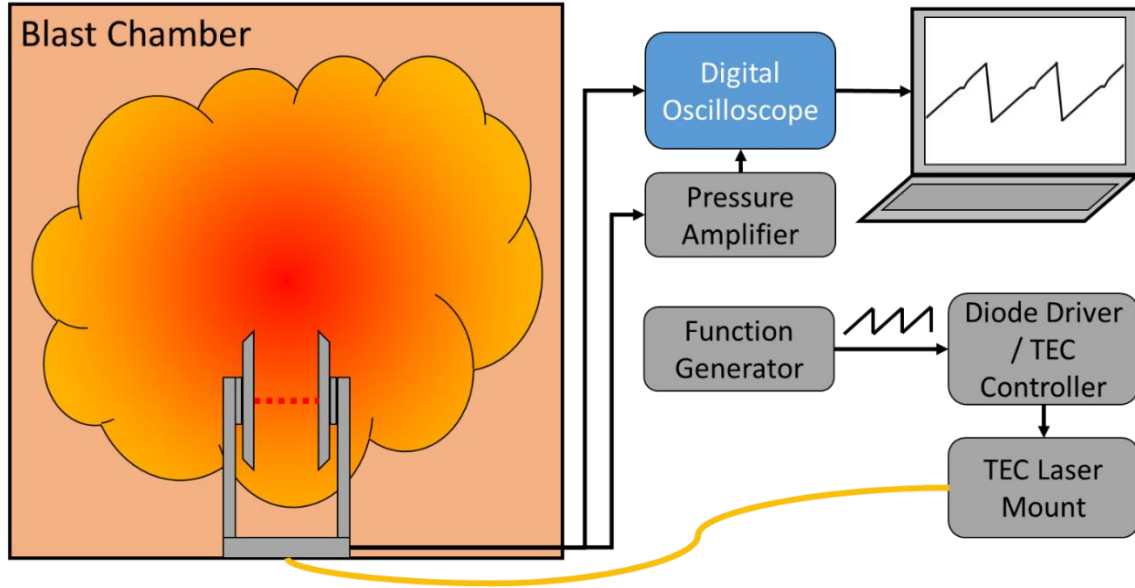 Blast Chamber
Digital
Oscilloscope
Pressure
Amplifier
Function
Generator
Diode Driver
/ TEC
Controller
TEC Laser
Mount